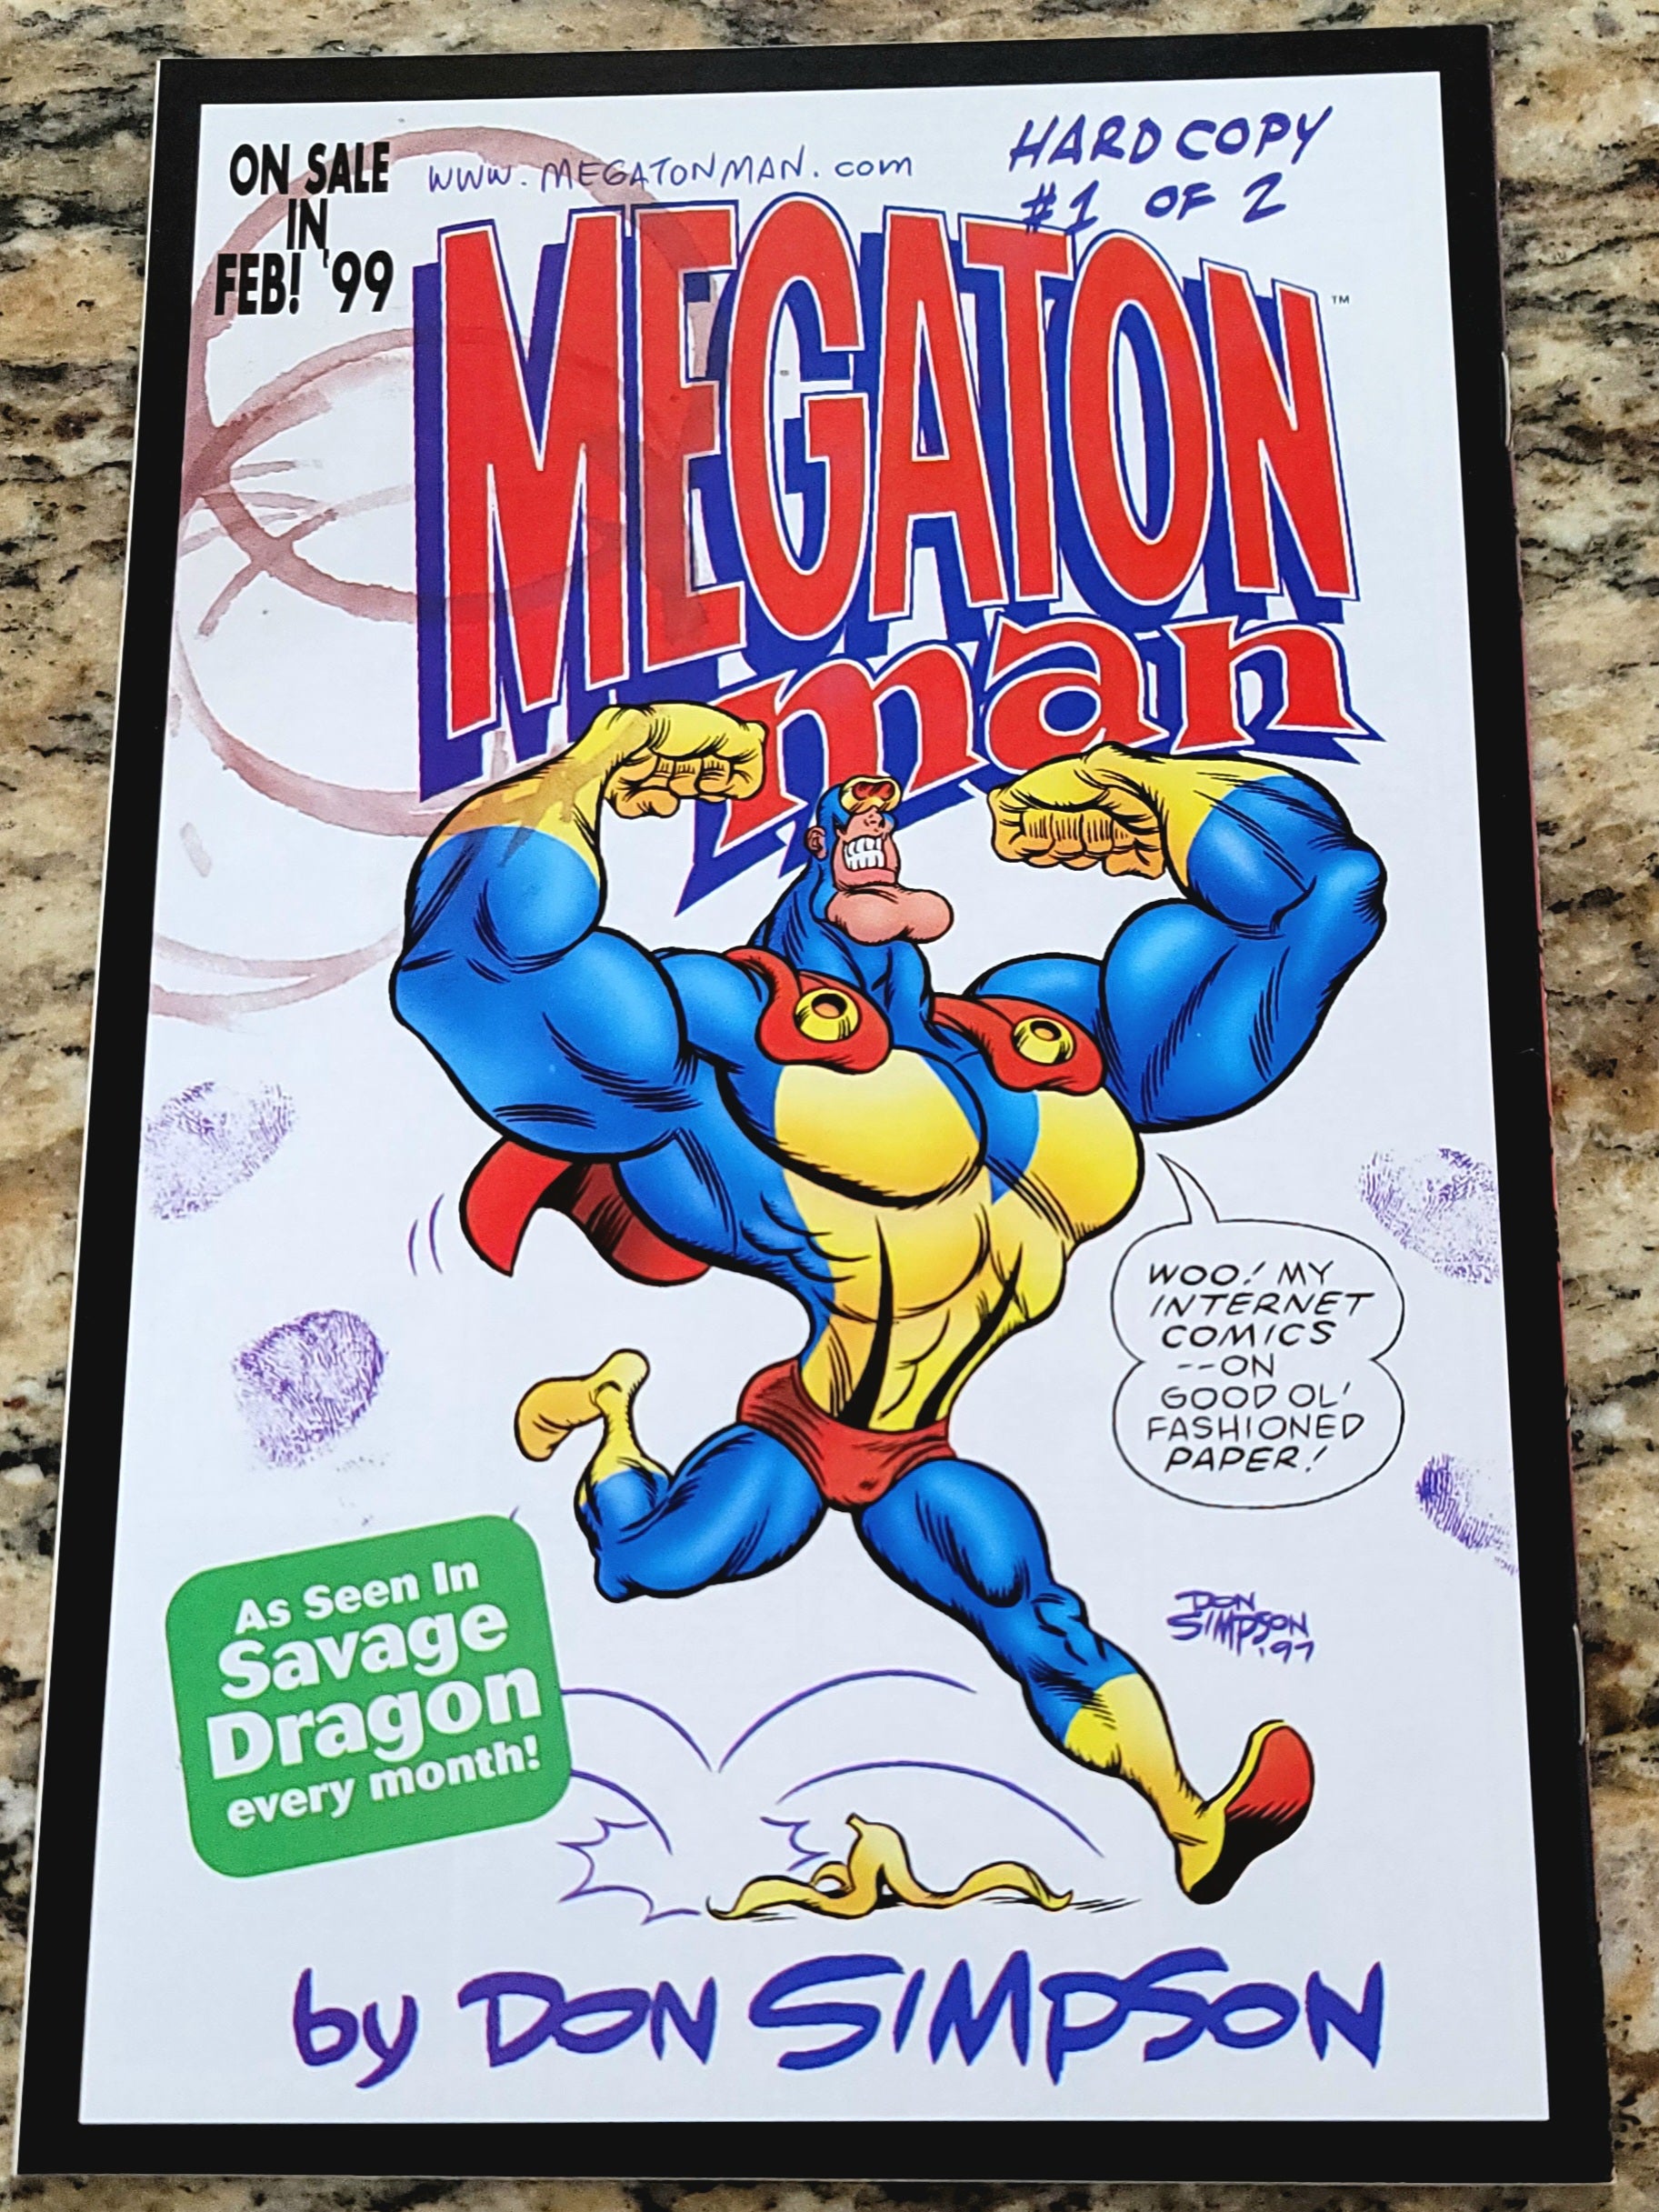 ON SALE
IN
FEB! '99
www.MEGATONMAN.com
HARD COPY
#1 OF 2
MEGATON
man
TM
WOO! MY
INTERNET
COMICS
--ON
GOOD OL'
FASHIONED
PAPER!
DON
SIMPSON
'97
As Seen In
Savage
Dragon
every month!
by DON SIMPSON